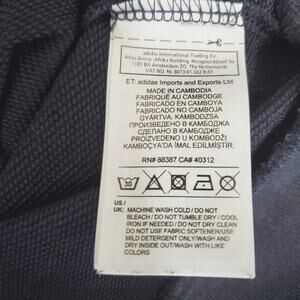 adidas International Trading BV
Atlas Arena - Afrika Building - Hoogoorddreef 9a
1101 BA Amsterdam ZO The Netherlands
VAT NO. NL 8073.01.322.B.01
ET: adidas Imports and Exports Ltd
MADE IN CAMBODIA
FABRIQUÉ AU CAMBODGE
FABRICADO EN CAMBOYA
FABRICADO NO CAMBOJA
GYÁRTVA: KAMBODZSA
ПРОИЗВЕДЕНО В КАМБОДЖА
СДЕЛАНО В КАМБОДЖЕ
PROIZVEDENO U KOMBODŽI
KAMBOÇYA'DA İMAL EDİLMİŞTİR.
RN# 88387 CA# 40312
30
US /
UK: MACHINE WASH COLD / DO NOT
BLEACH / DO NOT TUMBLE DRY / COOL
IRON IF NEEDED / DO NOT DRY CLEAN
DO NOT USE FABRIC SOFTENER/USE
MILD DETERGENT ONLY/WASH AND
DRY INSIDE OUT/WASH WITH LIKE
COLORS